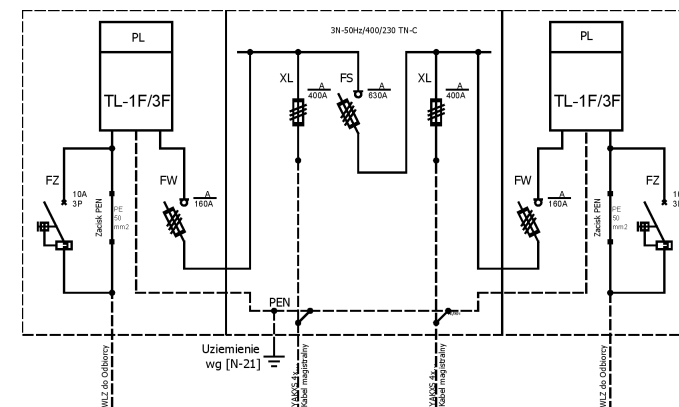 3N-50Hz/400/230 TN-C
PL
TL-1F/3F
XL
A
400A
FS
A
630A
XL
A
400A
PL
TL-1F/3F
FZ
10A
3P
Zacisk PEN
PE
50
mm2
FW
A
160A
FW
A
160A
Zacisk PEN
PE
50
mm2
FZ
3P
PEN
Uziemienie
wg [N-21]
WLZ do Odbiorcy
YAKXS 4x
Kabel magistralny
YAKXS 4x
Kabel magistralny
WLZ do Odbiorcy